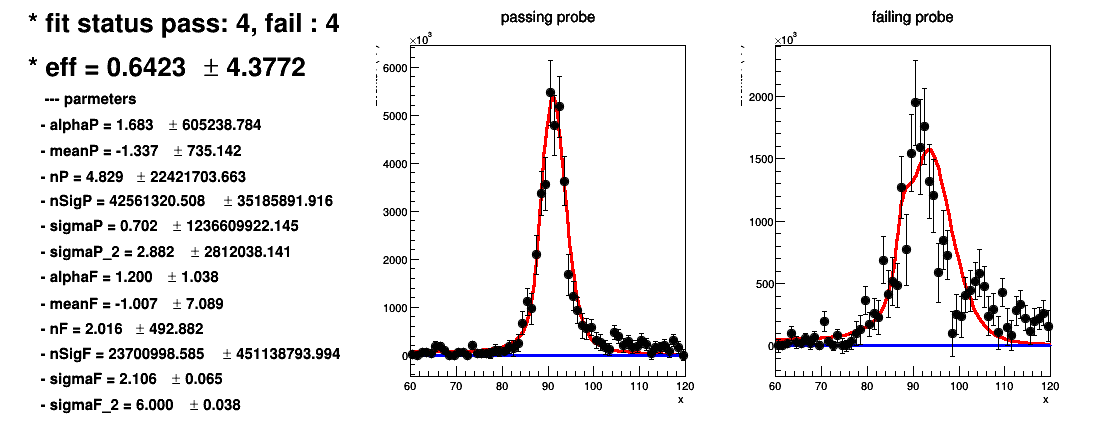 * fit status pass: 4, fail : 4
* eff = 0.6423 ± 4.3772
--- parmeters
- alphaP = 1.683 ± 605238.784
- meanP = -1.337 ± 735.142
- nP = 4.829 ± 22421703.663
- nSigP = 42561320.508 ± 35185891.916
- sigmaP = 0.702 ± 1236609922.145
- sigmaP_2 = 2.882 ± 2812038.141
- alphaF = 1.200 ± 1.038
- meanF = -1.007 ± 7.089
- nF = 2.016 ± 492.882
- nSigF = 23700998.585 ± 451138793.994
- sigmaF = 2.106 ± 0.065
- sigmaF_2 = 6.000 ± 0.038
passing probe
×10³
6000
5000
4000
3000
2000
1000
0
60 70 80 90 100 110 120
x
failing probe
×10³
2000
1500
1000
500
0
60 70 80 90 100 110 120
x